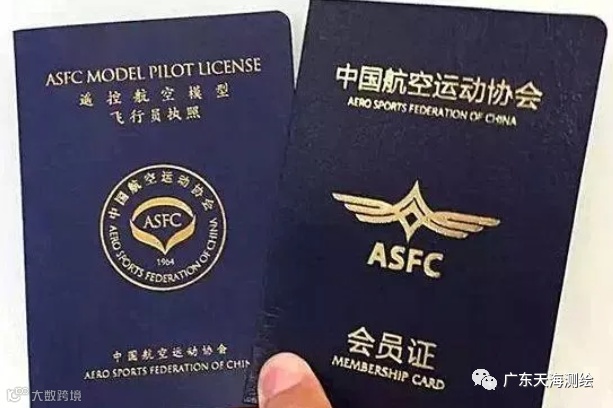 ASFC MODEL PILOT LICENSE
遥控航空模型
飞行员执照
中国航空运动协会
ASFC
1964
AERO SPORTS FEDERATION OF CHINA
中国航空运动协会
AERO SPORTS FEDERATION OF CHIN
中国航空运动协会
AERO SPORTS FEDERATION OF CHINA
ASFC
会员证
MEMBERSHIP CARD
广东天海测绘
大数跨境